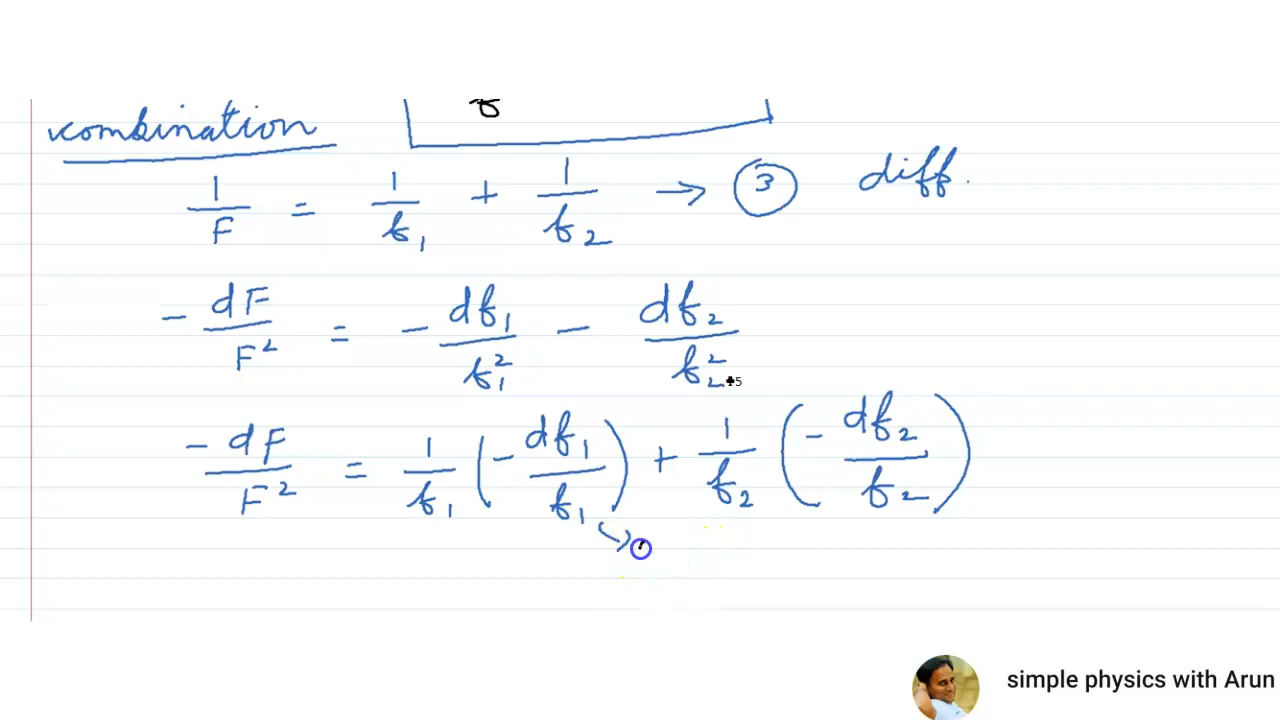 f
combination
1/F = 1/f₁ + 1/f₂ → ③ diff.
- dF/F² = - df₁/f₁² - df₂/f₂²
- dF/F² = 1/f₁ (- df₁/f₁) + 1/f₂ (- df₂/f₂)
simple physics with Arun